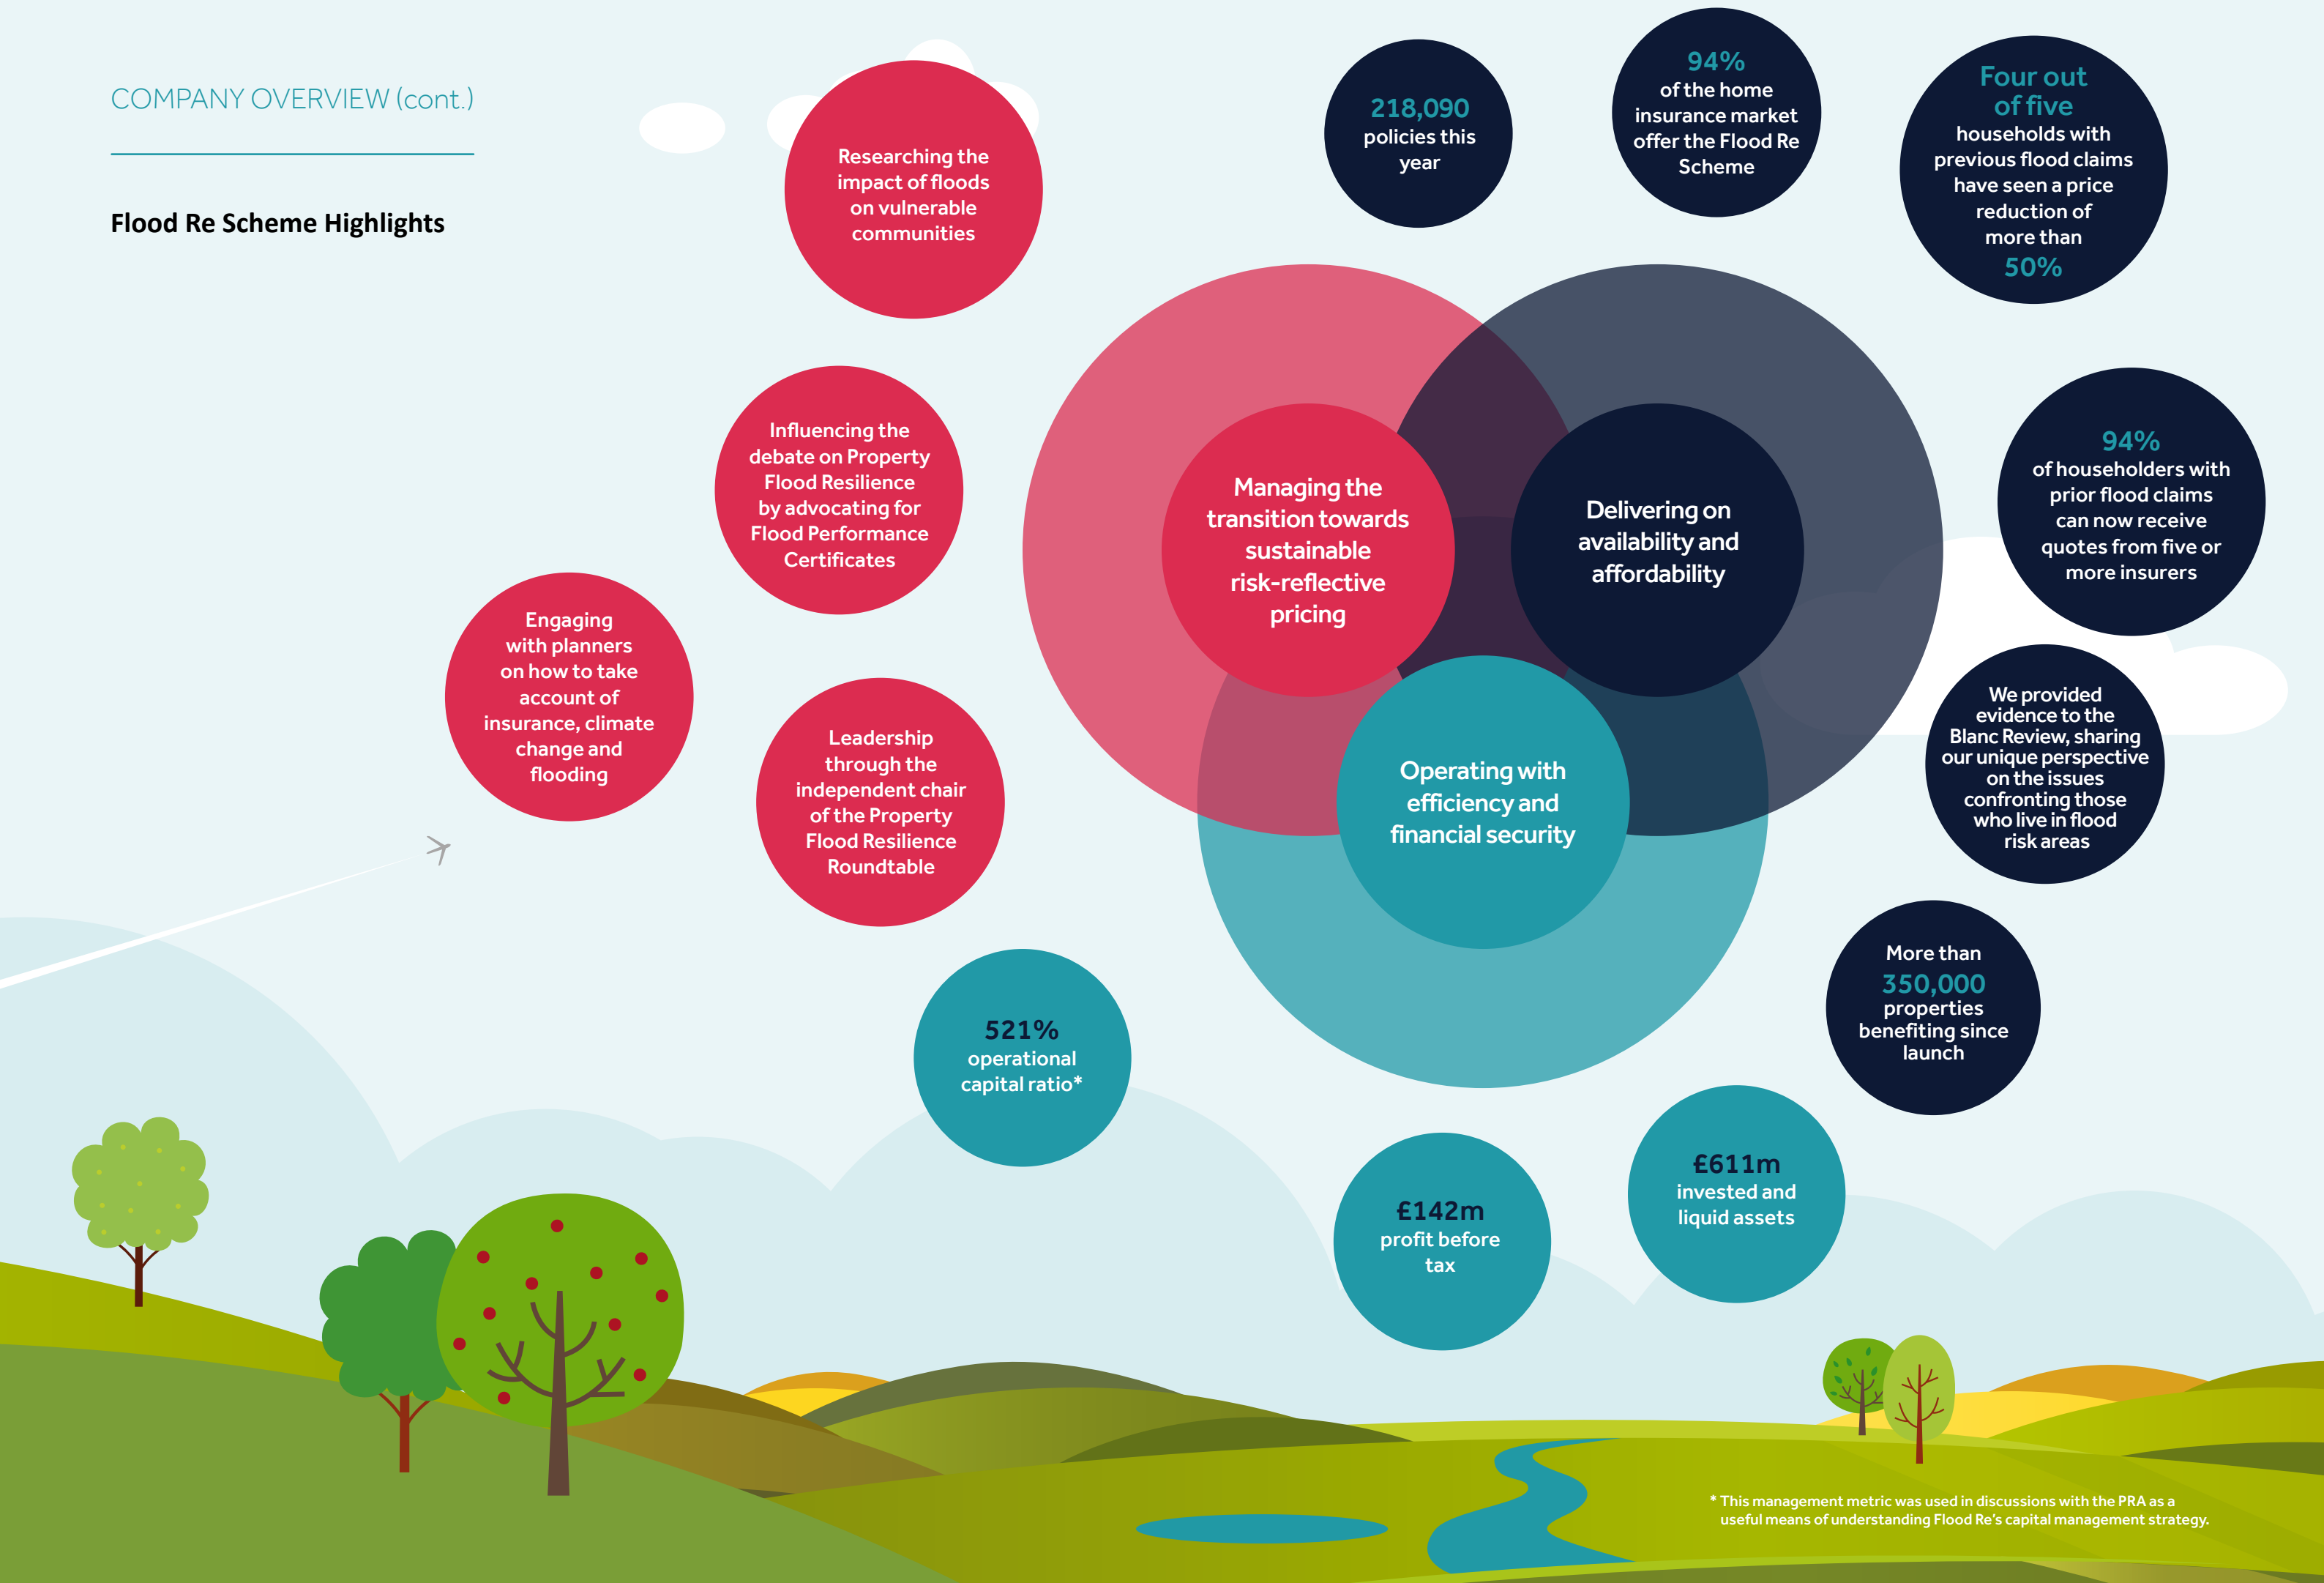 COMPANY OVERVIEW (cont.)
Flood Re Scheme Highlights
Researching the
impact of floods
on vulnerable
communities
Influencing the
debate on Property
Flood Resilience
by advocating for
Flood Performance
Certificates
Engaging
with planners
on how to take
account of
insurance, climate
change and
flooding
Leadership
through the
independent chair
of the Property
Flood Resilience
Roundtable
218,090
policies this
year
94%
of the home
insurance market
offer the Flood Re
Scheme
Four out
of five
households with
previous flood claims
have seen a price
reduction of
more than
50%
Managing the
transition towards
sustainable
risk-reflective
pricing
Delivering on
availability and
affordability
Operating with
efficiency and
financial security
94%
of householders with
prior flood claims
can now receive
quotes from five or
more insurers
We provided
evidence to the
Blanc Review, sharing
our unique perspective
on the issues
confronting those
who live in flood
risk areas
More than
350,000
properties
benefiting since
launch
521%
operational
capital ratio*
£142m
profit before
tax
£611m
invested and
liquid assets
* This management metric was used in discussions with the PRA as a
useful means of understanding Flood Re's capital management strategy.